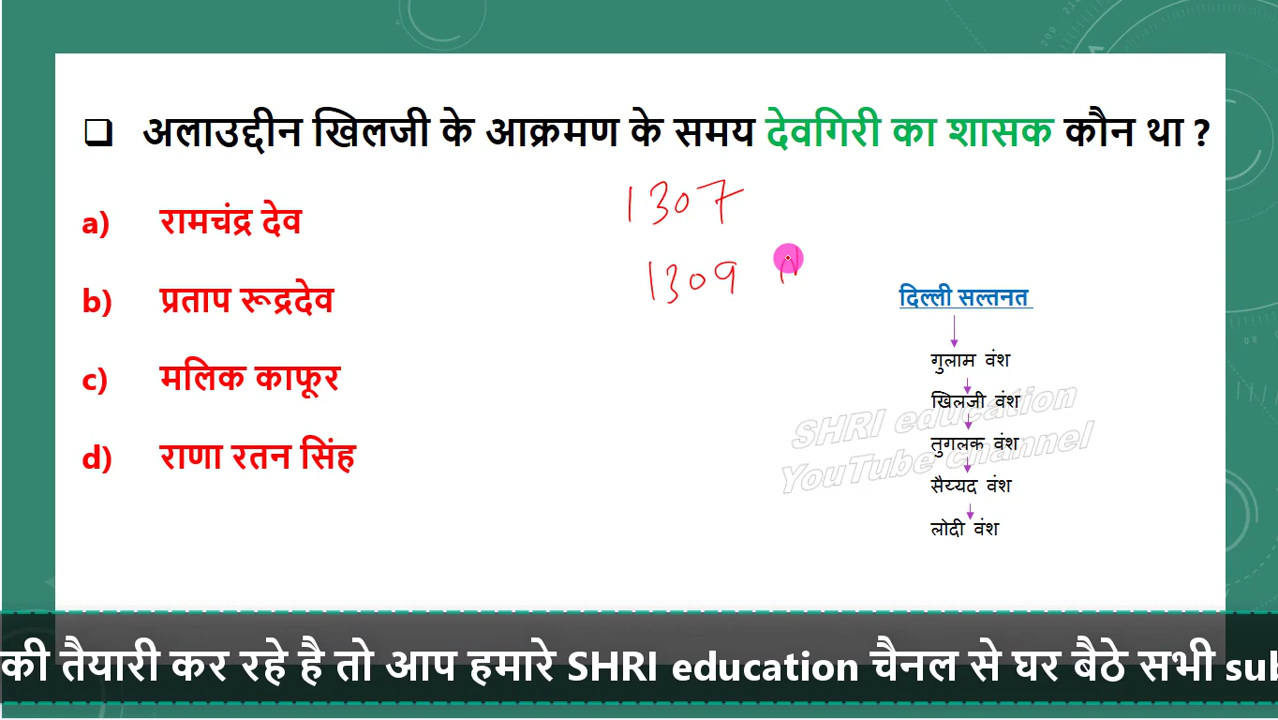 ❑ अलाउद्दीन खिलजी के आक्रमण के समय देवगिरी का शासक कौन था ?
1307
a) रामचंद्र देव
1309
b) प्रताप रूद्रदेव
दिल्ली सल्तनत
गुलाम वंश
c) मलिक काफूर
खिलजी वंश
SHRI education
YouTube channel
तुगलक वंश
d) राणा रतन सिंह
सैय्यद वंश
लोदी वंश
की तैयारी कर रहे है तो आप हमारे SHRI education चैनल से घर बैठे सभी sub